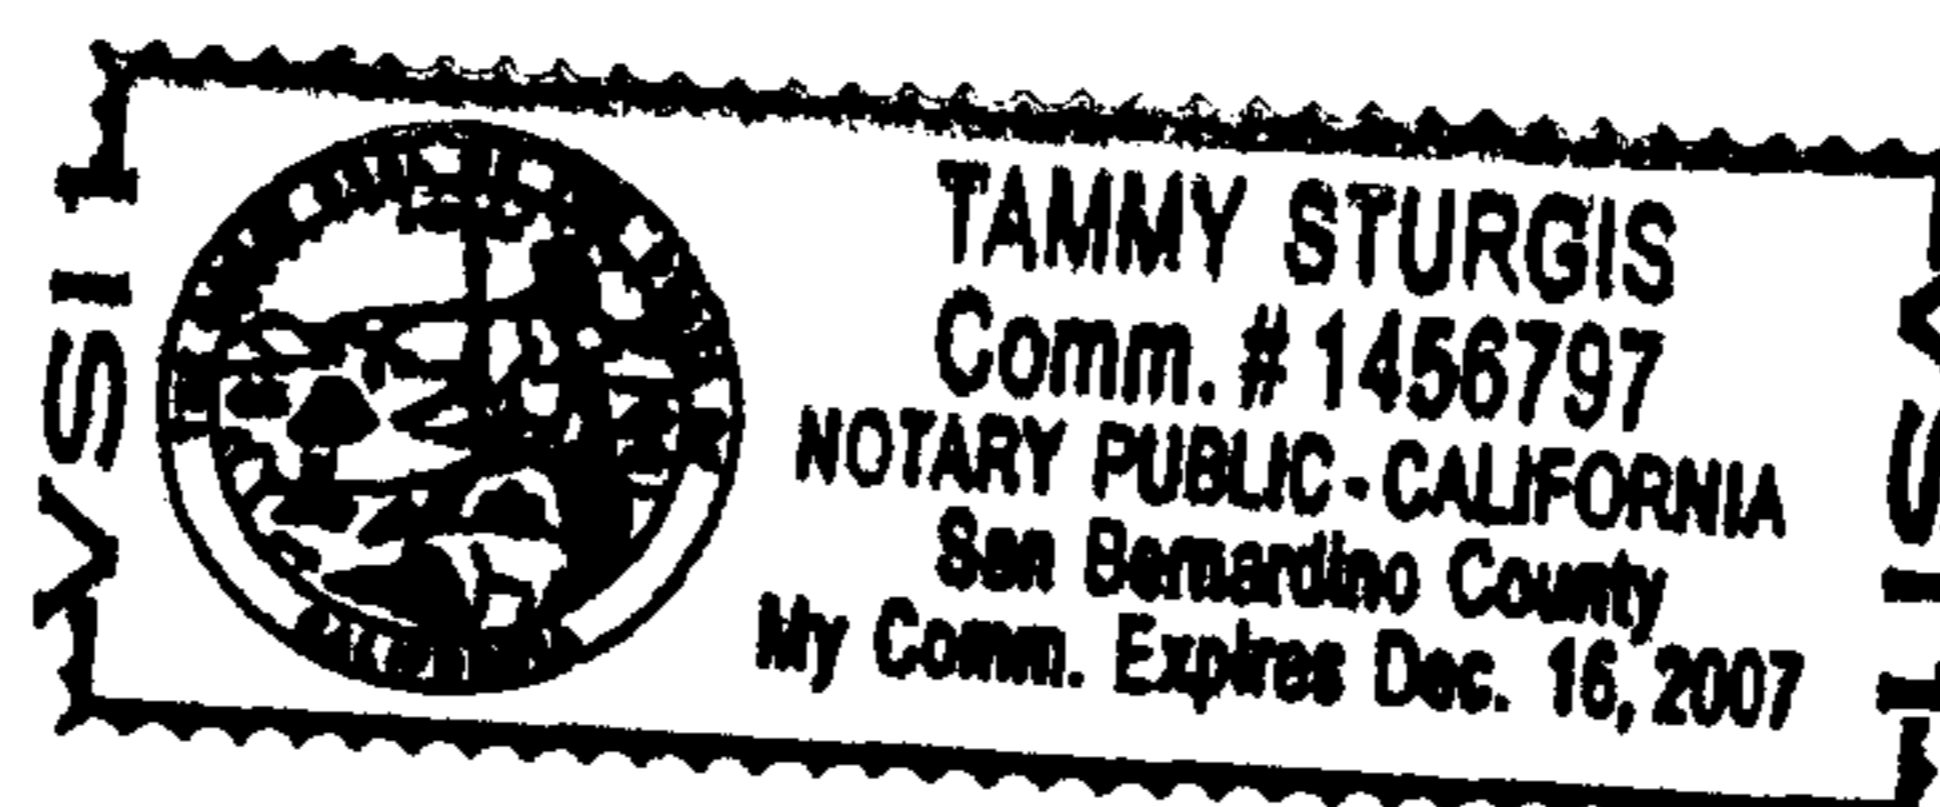 TAMMY STURGIS
Comm. # 1456797
NOTARY PUBLIC - CALIFORNIA
San Bernardino County
My Comm. Expires Dec. 16, 2007